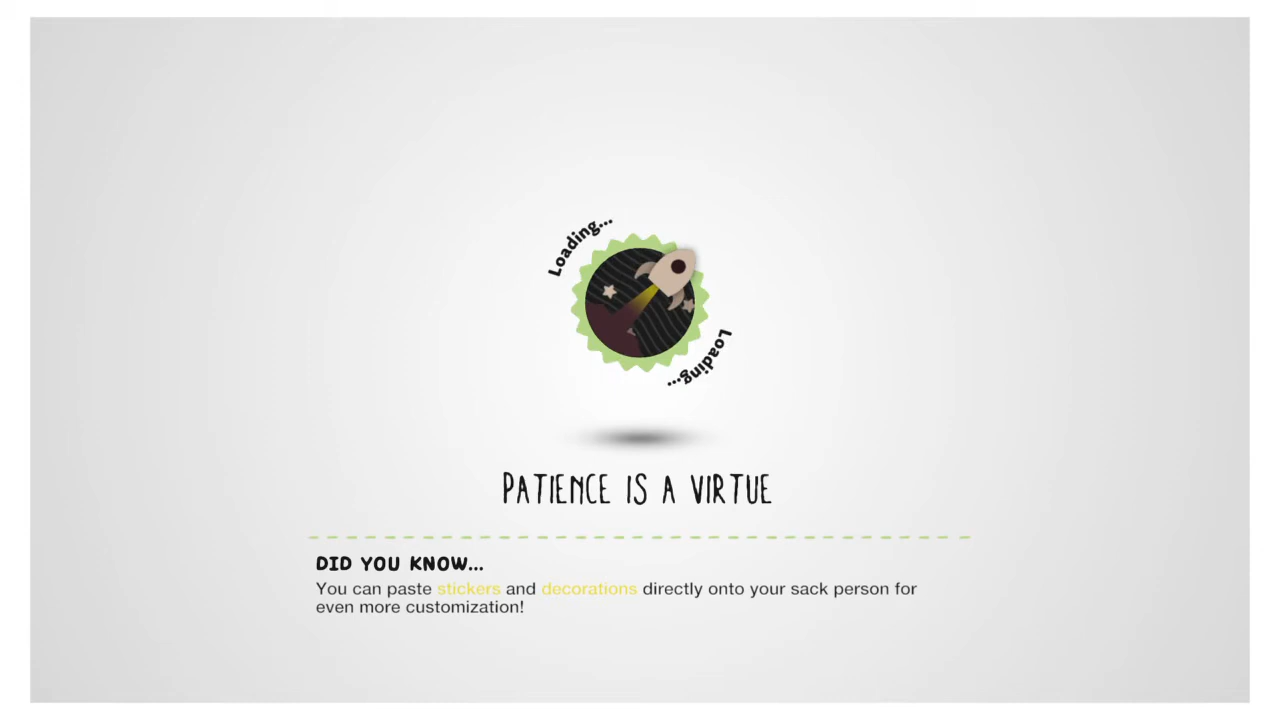 Loading...
Loading...
PATIENCE IS A VIRTUE
DID YOU KNOW...
You can paste stickers and decorations directly onto your sack person for
even more customization!